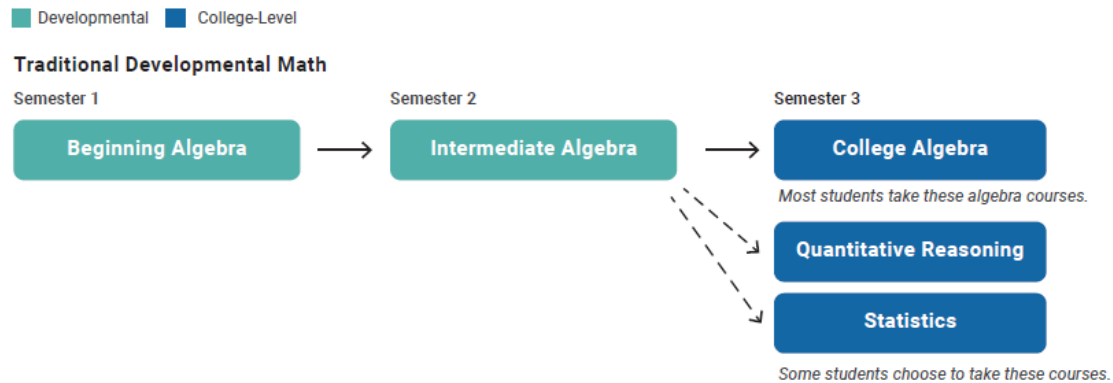 Developmental College-Level
Traditional Developmental Math
Semester 1 Semester 2 Semester 3
Beginning Algebra Intermediate Algebra College Algebra
Most students take these algebra courses.
Quantitative Reasoning
Statistics
Some students choose to take these courses.